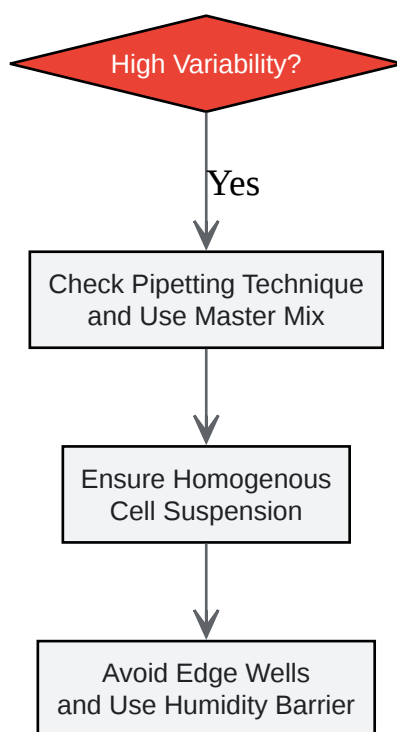 High Variability?
Yes
Check Pipetting Technique
and Use Master Mix
Ensure Homogenous
Cell Suspension
Avoid Edge Wells
and Use Humidity Barrier